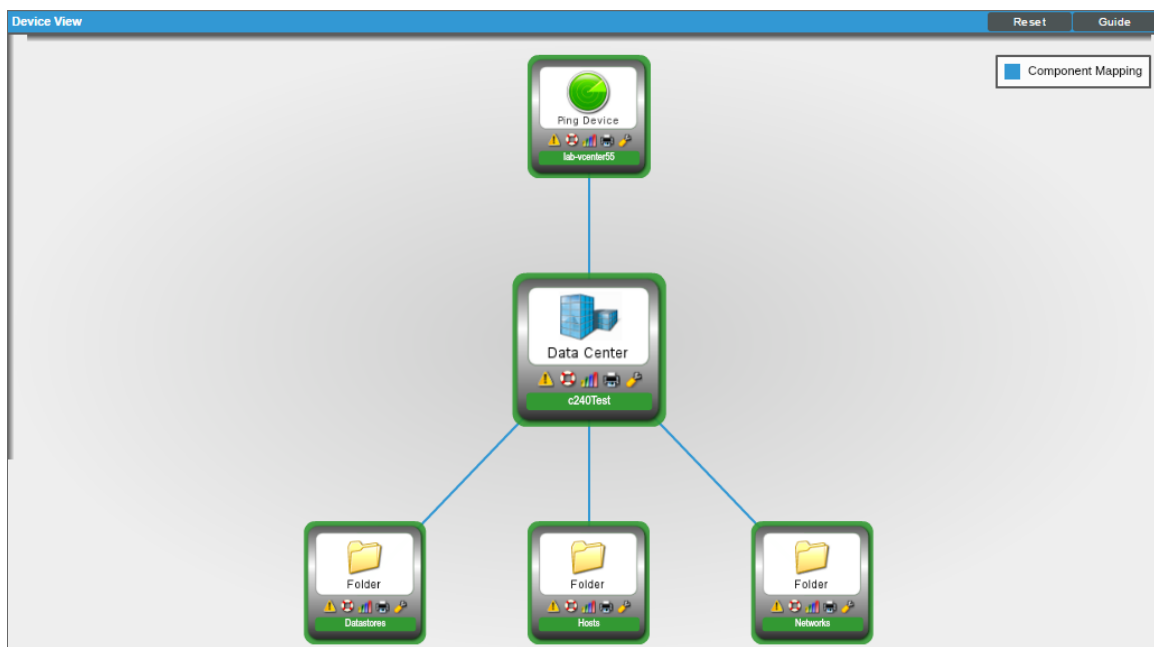 Device View
Reset
Guide
Component Mapping
Ping Device
lab-vcenter55
Data Center
c240Test
Folder
Datastores
Folder
Hosts
Folder
Networks